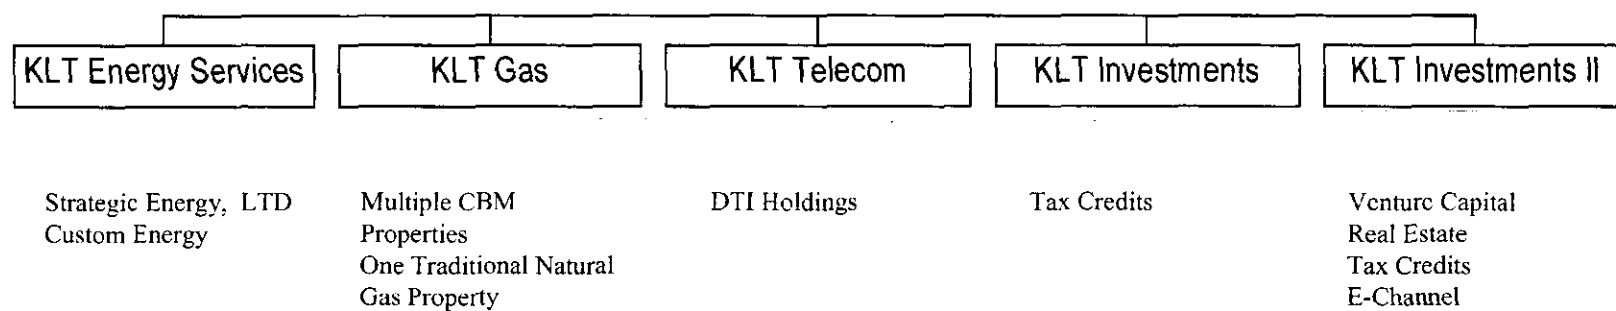 KLT Energy Services
KLT Gas
KLT Telecom
KLT Investments
KLT Investments II
Strategic Energy, LTD
Custom Energy
Multiple CBM
Properties
One Traditional Natural
Gas Property
DTI Holdings
Tax Credits
Venture Capital
Real Estate
Tax Credits
E-Channel